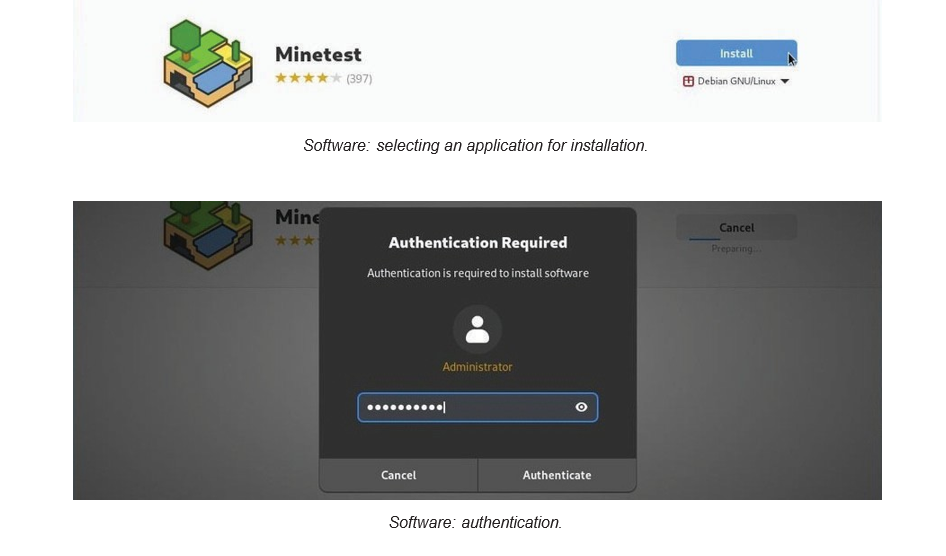 Minetest
(397)
Install
Debian GNU/Linux
Software: selecting an application for installation.
Mine
Cancel
Preparing...
Authentication Required
Authentication is required to install software
Administrator
Cancel
Authenticate
Software: authentication.